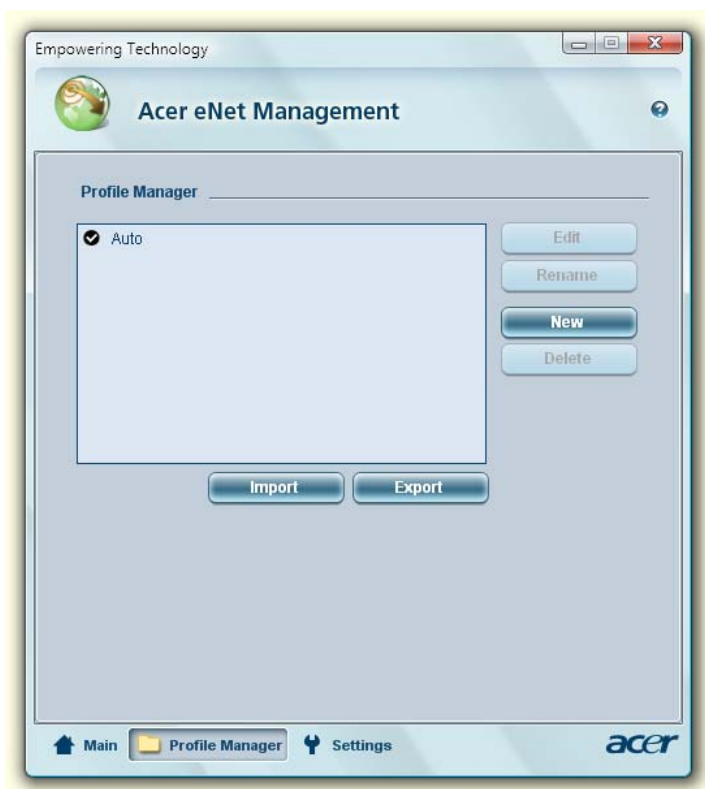 Empowering Technology
Acer eNet Management
Profile Manager
Auto
Edit
Rename
New
Delete
Import Export
Main Profile Manager Settings acer